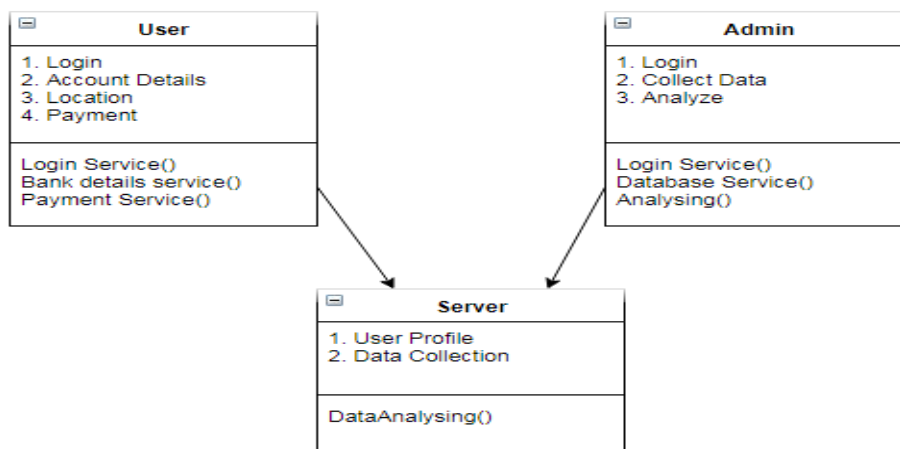 User
1. Login
2. Account Details
3. Location
4. Payment
Login Service()
Bank details service()
Payment Service()
Admin
1. Login
2. Collect Data
3. Analyze
Login Service()
Database Service()
Analysing()
Server
1. User Profile
2. Data Collection
DataAnalysing()